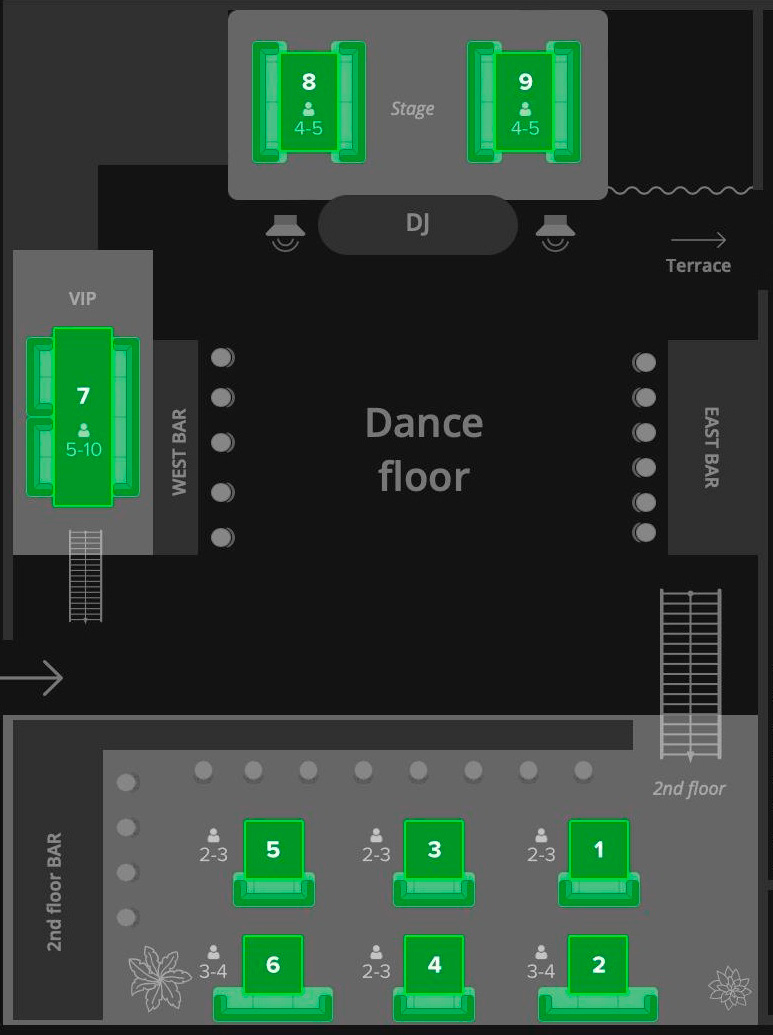 8
4-5
Stage
9
4-5
DJ
Terrace
VIP
7
5-10
WEST BAR
Dance
floor
EAST BAR
2nd floor
2nd floor BAR
2-3
5
2-3
3
2-3
1
3-4
6
2-3
4
3-4
2